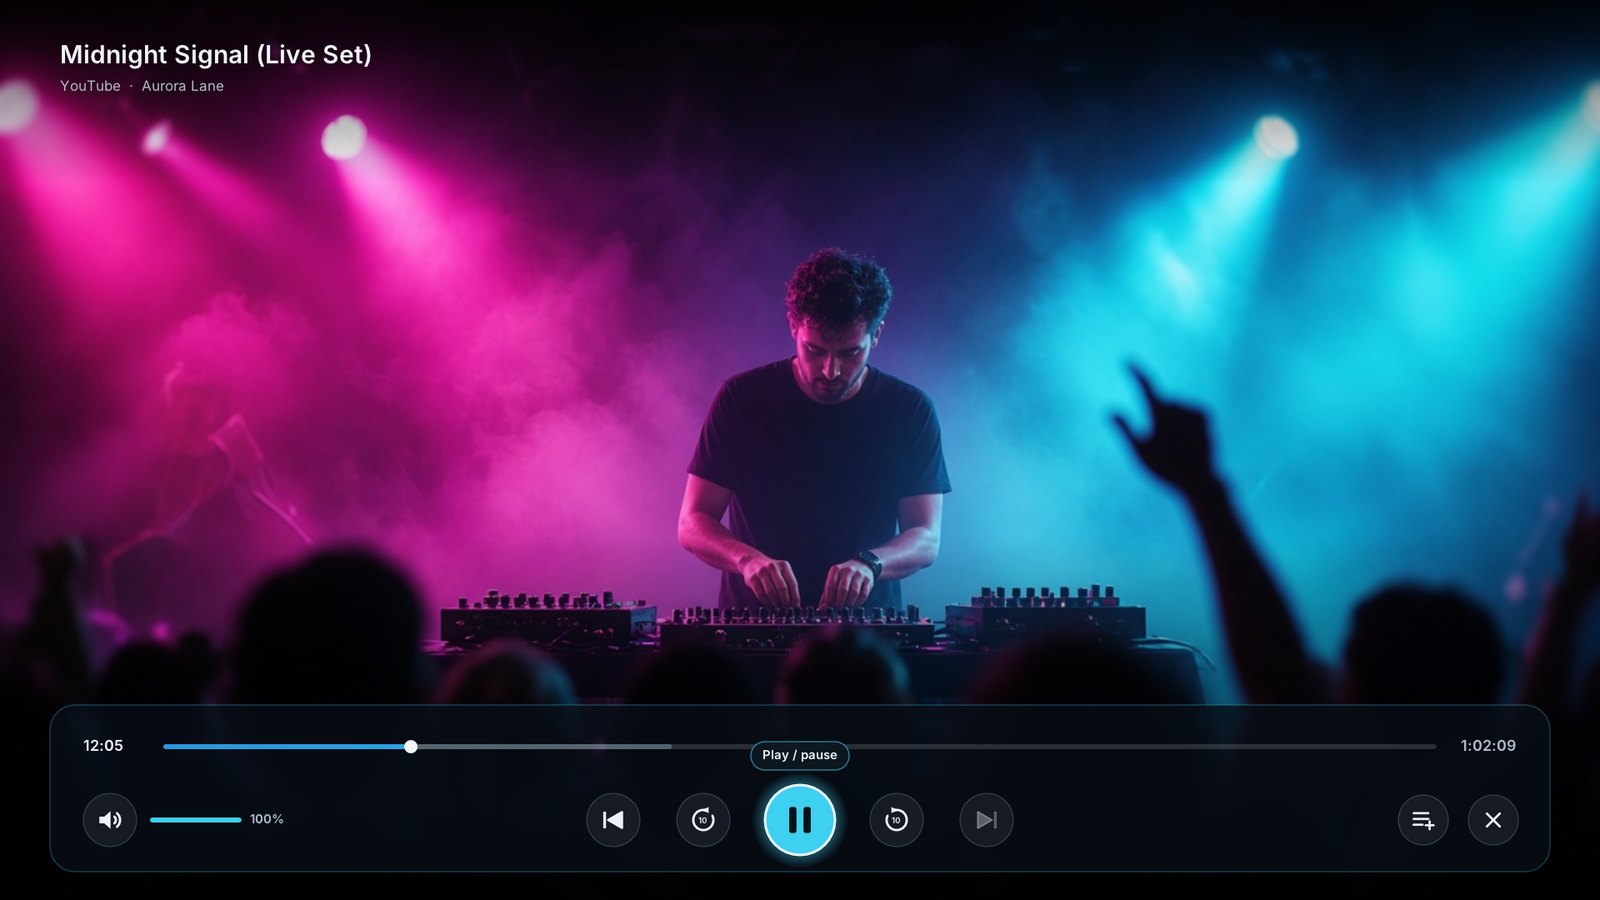 Midnight Signal (Live Set)
YouTube · Aurora Lane
12:05
1:02:09
Play / pause
100%
10
10